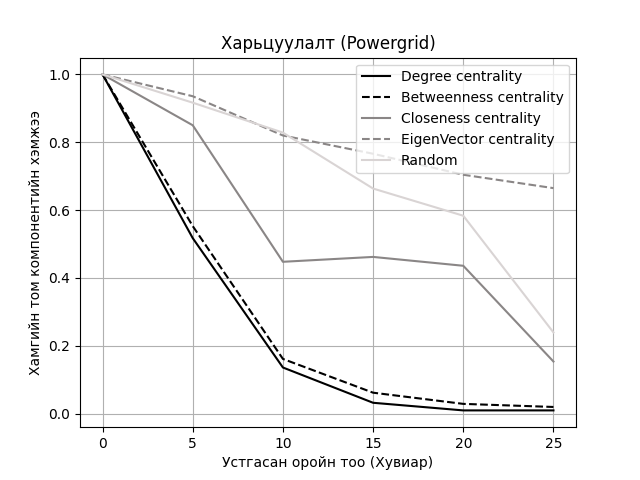 Харьцуулалт (Powergrid)
Degree centrality
Betweenness centrality
Closeness centrality
EigenVector centrality
Random
1.0
0.8
0.6
0.4
0.2
0.0
Хамгийн том компонентийн хэмжээ
0 5 10 15 20 25
Устгасан оройн тоо (Хувиар)